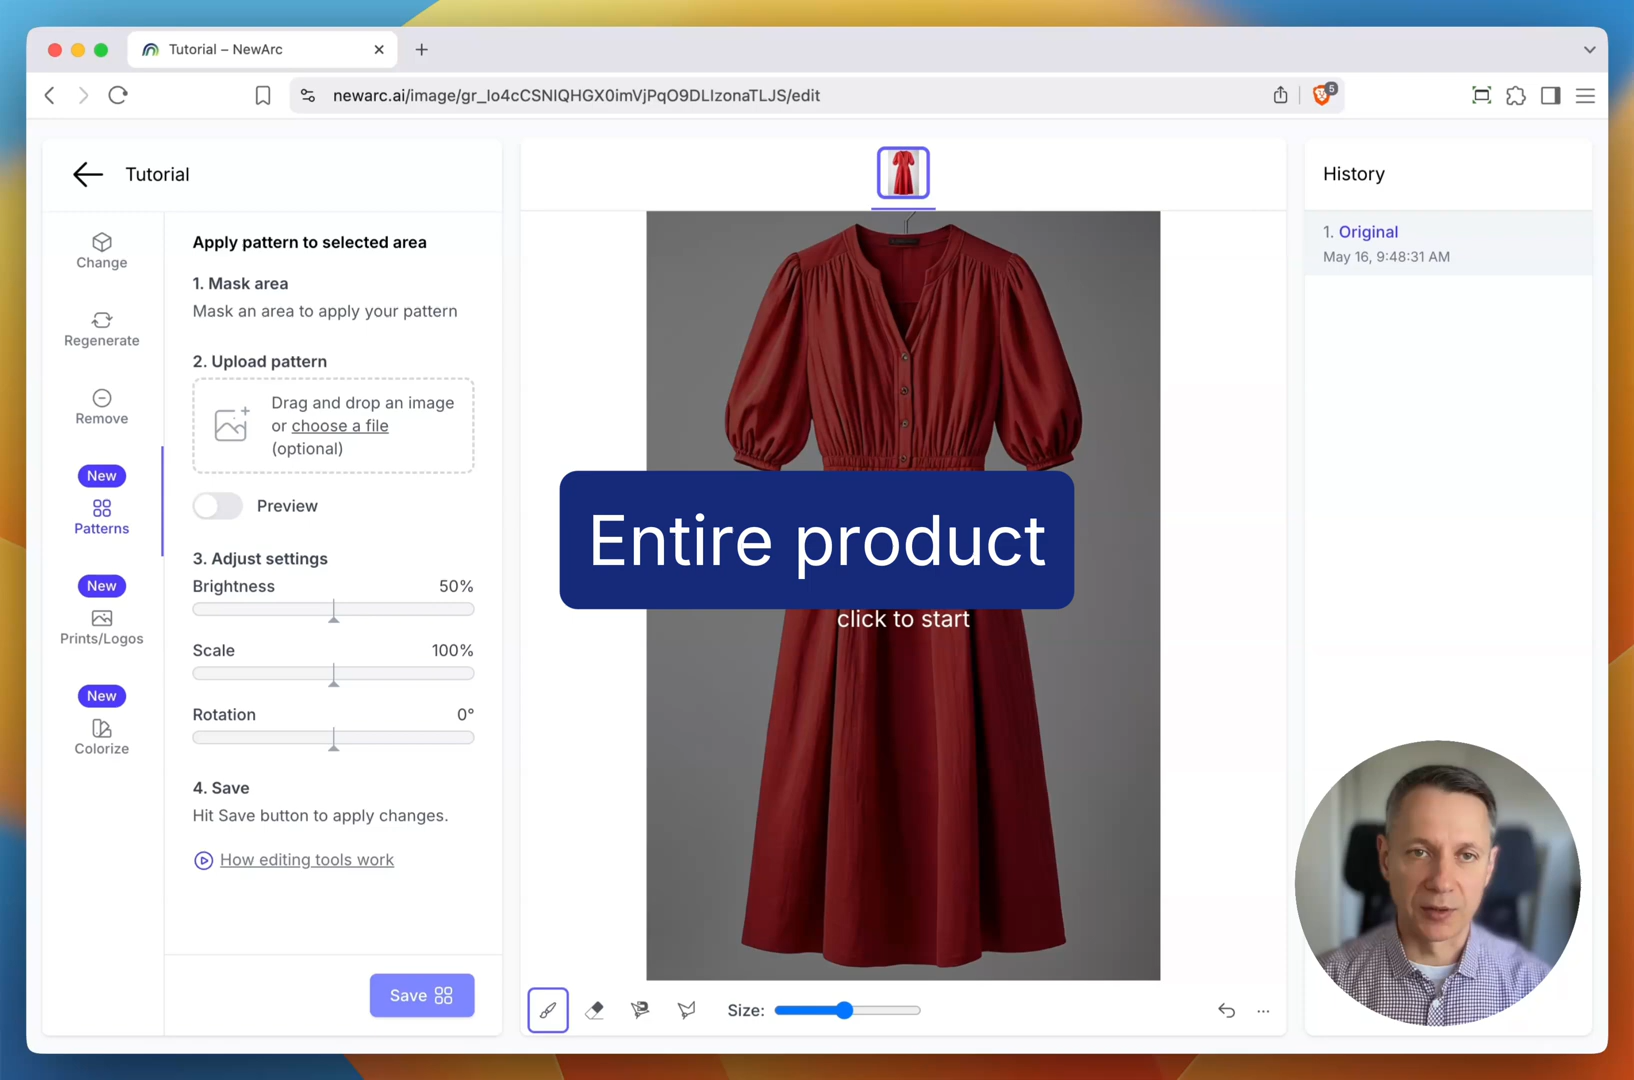 Tutorial – NewArc
newarc.ai/image/gr_Io4cCSNIQHGX0imVjPqO9DLIzonaTLJS/edit
5
Tutorial
Change
Regenerate
Remove
New
Patterns
New
Prints/Logos
New
Colorize
Apply pattern to selected area
1. Mask area
Mask an area to apply your pattern
2. Upload pattern
Drag and drop an image
or choose a file
(optional)
Preview
3. Adjust settings
Brightness 50%
Scale 100%
Rotation 0°
4. Save
Hit Save button to apply changes.
How editing tools work
Save
Entire product
click to start
Size:
History
1. Original
May 16, 9:48:31 AM